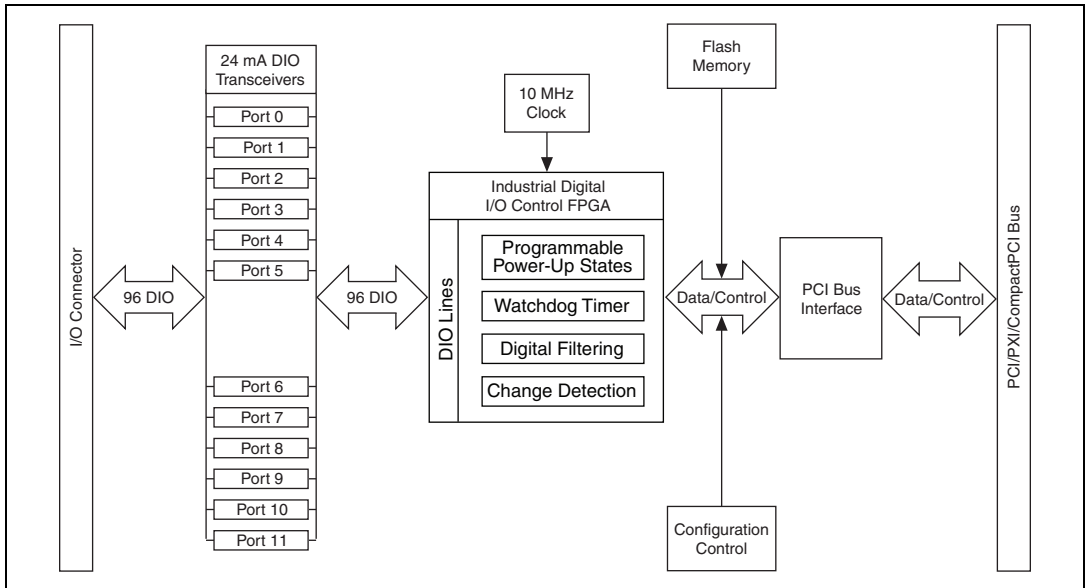 I/O Connector
96 DIO
24 mA DIO
Transceivers
Port 0
Port 1
Port 2
Port 3
Port 4
Port 5
Port 6
Port 7
Port 8
Port 9
Port 10
Port 11
96 DIO
10 MHz
Clock
Industrial Digital
I/O Control FPGA
DIO Lines
Programmable
Power-Up States
Watchdog Timer
Digital Filtering
Change Detection
Flash
Memory
Data/Control
Configuration
Control
PCI Bus
Interface
Data/Control
PCI/PXI/CompactPCI Bus